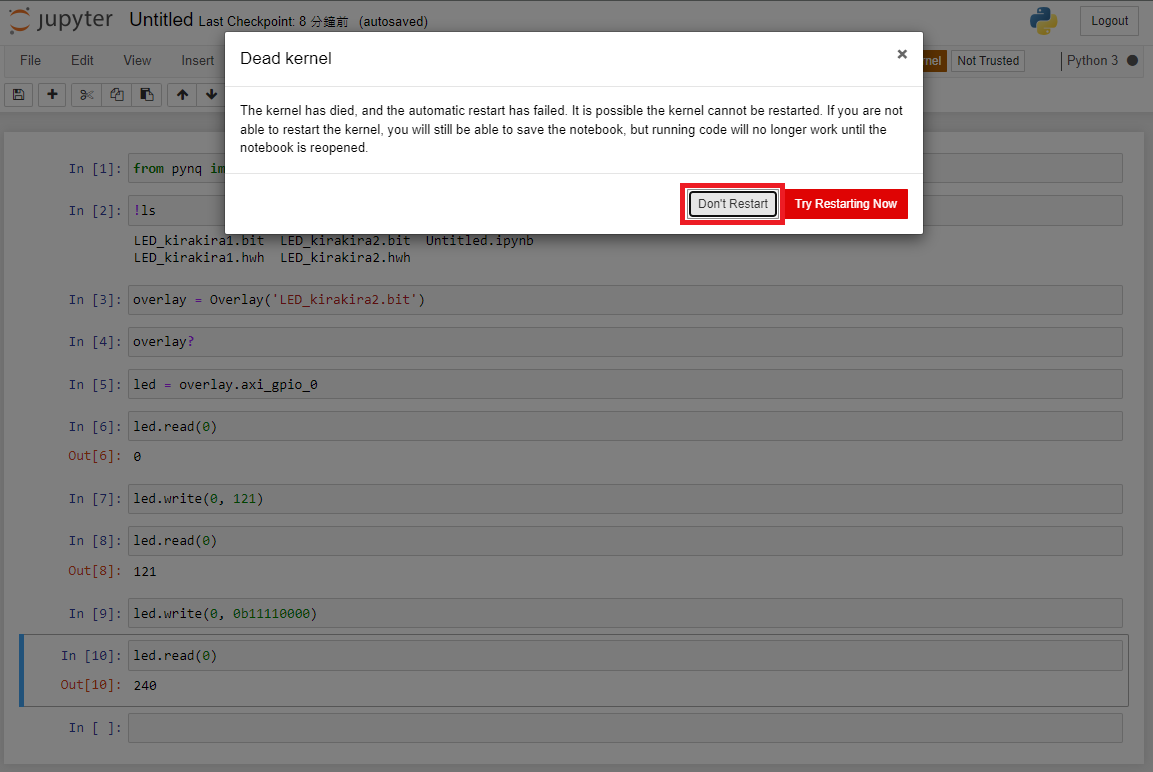 jupyter Untitled Last Checkpoint: 8 分鐘前 (autosaved) Logout
File Edit View Insert nel Not Trusted Python 3
Dead kernel
The kernel has died, and the automatic restart has failed. It is possible the kernel cannot be restarted. If you are not
able to restart the kernel, you will still be able to save the notebook, but running code will no longer work until the
notebook is reopened.
Don't Restart Try Restarting Now
In [1]: from pynq im
In [2]: !ls
LED_kirakira1.bit LED_kirakira2.bit Untitled.ipynb
LED_kirakira1.hwh LED_kirakira2.hwh
In [3]: overlay = Overlay('LED_kirakira2.bit')
In [4]: overlay?
In [5]: led = overlay.axi_gpio_0
In [6]: led.read(0)
Out[6]: 0
In [7]: led.write(0, 121)
In [8]: led.read(0)
Out[8]: 121
In [9]: led.write(0, 0b11110000)
In [10]: led.read(0)
Out[10]: 240
In [ ]: